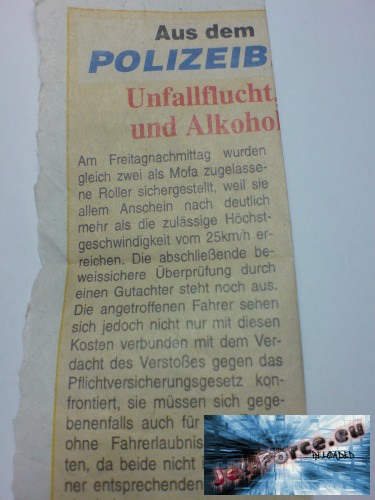 Aus dem
POLIZEIB
Unfallflucht,
und Alkohol
Am Freitagnachmittag wurden
gleich zwei als Mofa zugelasse-
ne Roller sichergestellt, weil sie
allem Anschein nach deutlich
mehr als die zulässige Höchst-
geschwindigkeit vom 25km/h er-
reichen. Die abschließende be-
weissichere Überprüfung durch
einen Gutachter steht noch aus.
Die angetroffenen Fahrer sehen
sich jedoch nicht nur mit diesen
Kosten verbunden mit dem Ver-
dacht des Verstoßes gegen das
Pflichtversicherungsgesetz kon-
frontiert, sie müssen sich gege-
benenfalls auch für
ohne Fahrerlaubnis
ten, da beide nicht
ner entsprechenden
force.eu
RELOADED